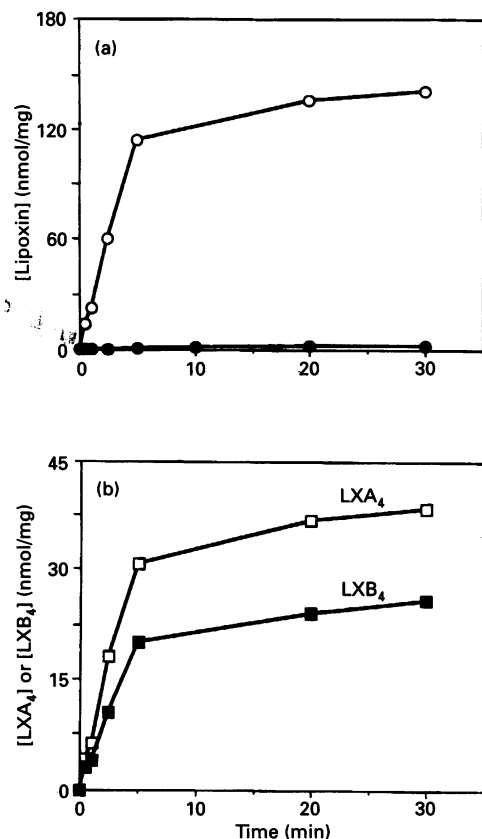 (a)
180
120
60
0
[Lipoxin] (nmol/mg)
0
10
20
30
(b)
45
30
15
0
[LXA₄] or [LXB₄] (nmol/mg)
LXA₄
LXB₄
0
10
20
30
Time (min)